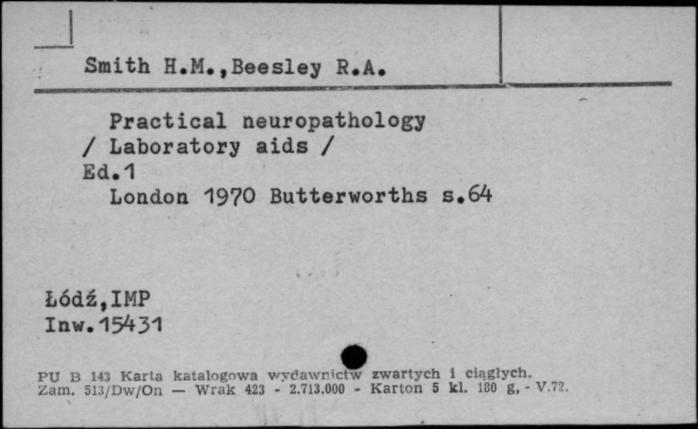 Smith H.M.,Beesley R.A.
Practical neuropathology
/ Laboratory aids /
Ed.1
London 1970 Butterworths s.64
Łódź,IMP
Inw.15431
PU B 143 Karta katalogowa wydawnictw zwartych i ciągłych.
Zam. 513/Dw/On — Wrak 423 - 2.713.000 - Karton 5 kl. 180 g, - V.72.